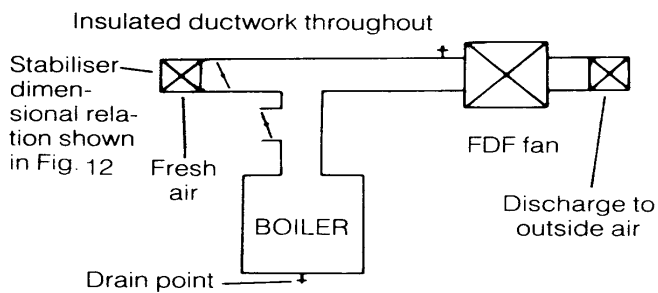 Insulated ductwork throughout
Stabiliser
dimen-
sional rela-
tion shown
in Fig. 12
Fresh
air
FDF fan
Discharge to
outside air
BOILER
Drain point